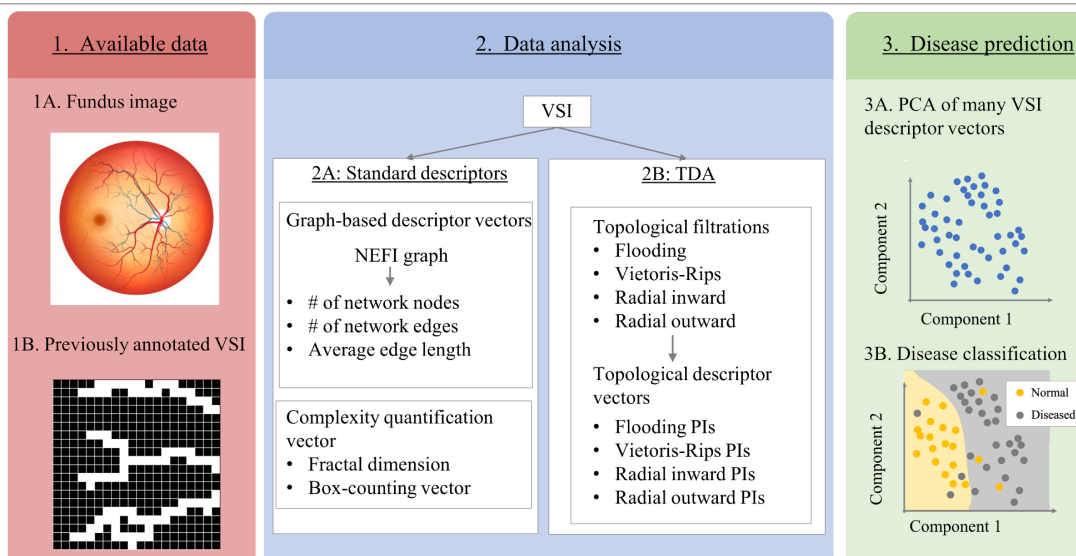 1. Available data
1A. Fundus image
1B. Previously annotated VSI
2. Data analysis
VSI
2A: Standard descriptors
Graph-based descriptor vectors
NEFI graph
• # of network nodes
• # of network edges
• Average edge length
Complexity quantification
vector
• Fractal dimension
• Box-counting vector
2B: TDA
Topological filtrations
• Flooding
• Vietoris-Rips
• Radial inward
• Radial outward
Topological descriptor
vectors
• Flooding PIs
• Vietoris-Rips PIs
• Radial inward PIs
• Radial outward PIs
3. Disease prediction
3A. PCA of many VSI
descriptor vectors
Component 2
Component 1
3B. Disease classification
Normal
Diseased
Component 2
Component 1